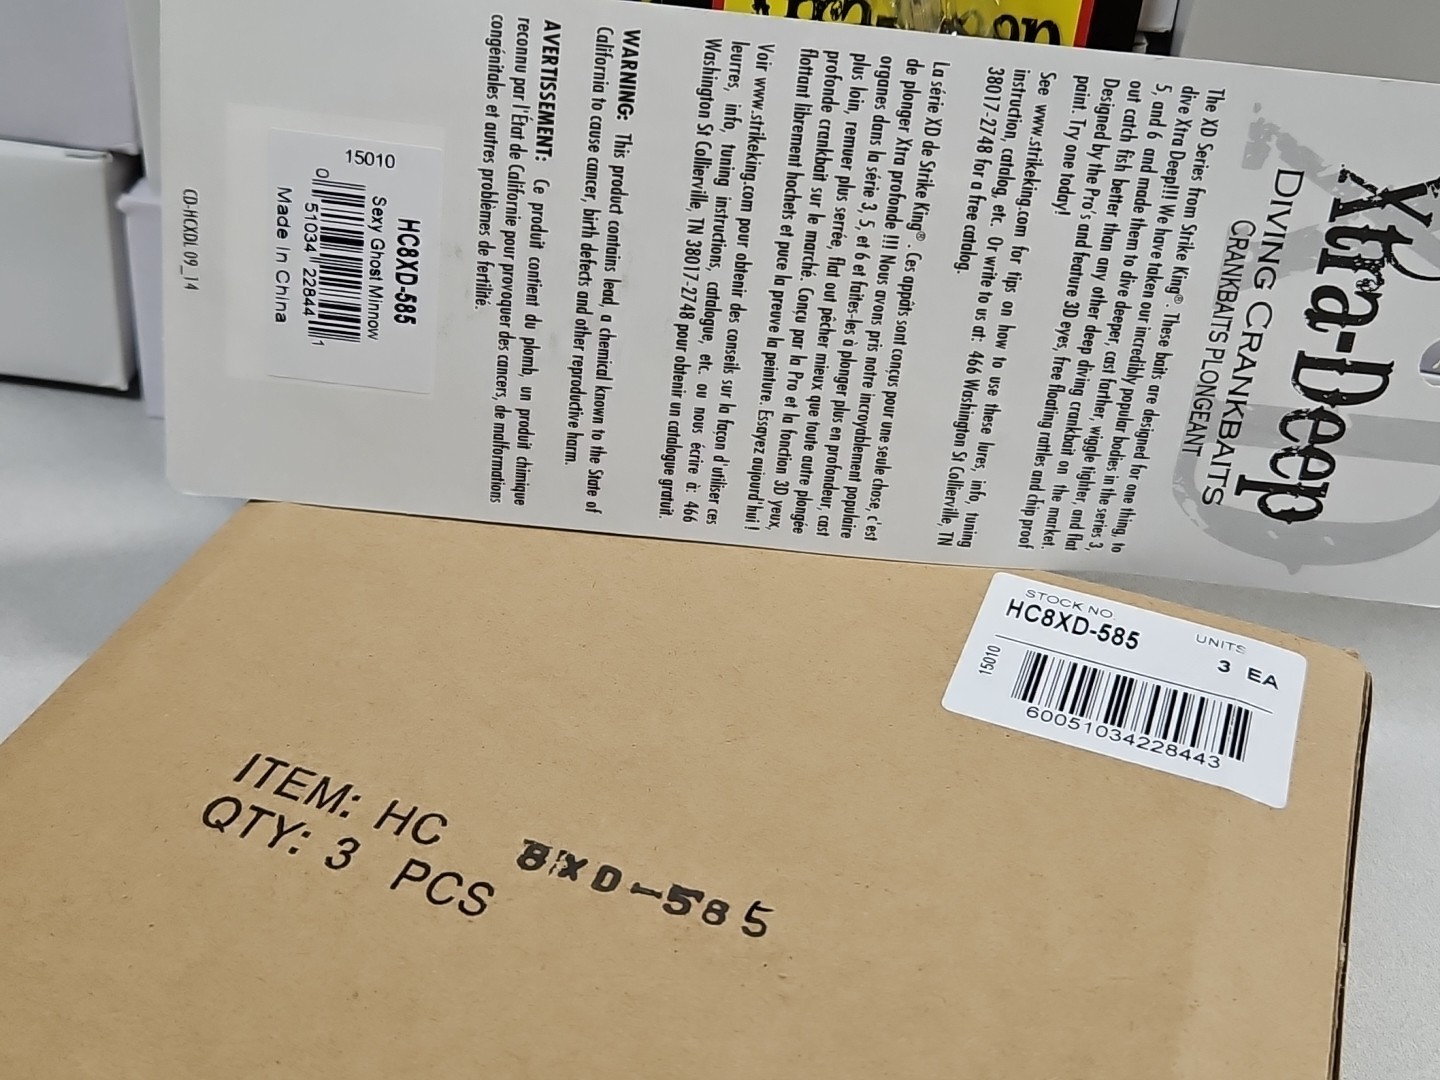 Xtra-Deep
DIVING CRANKBAITS
CRANKBAITS PLONGEANT
The XD Series from Strike King®. These baits are designed for one thing, to
dive Xtra Deep!!! We have taken our incredibly popular bodies in the series 3,
5, and 6 and made them to dive deeper, cast farther, wiggle tighter, and flat
out catch fish better than any other deep diving crankbait on the market.
Designed by the Pro's and feature 3D eyes, free floating rattles and chip proof
paint. Try one today!
See www.strikeking.com for tips on how to use these lures, info, tuning
instruction, catalog, etc. Or write to us at: 466 Washington St Collierville, TN
38017-2748 for a free catalog.
La série XD de Strike King®. Ces appâts sont conçus pour une seule chose, c'est
de plonger Xtra profonde !!! Nous avons pris notre incroyablement populaire
organes dans la série 3, 5, et 6 et faites-les à plonger plus en profondeur, cast
plus loin, remuer plus serrée, flat out pêcher mieux que toute autre plongée
profonde crankbait sur le marché. Conçu par la Pro et la fonction 3D yeux,
flottant librement hochets et puce la preuve la peinture. Essayez aujourd'hui !
Voir www.strikeking.com pour obtenir des conseils sur la façon d'utiliser ces
leurres, info, tuning instructions, catalogue, etc. ou nous écrire à: 466
Washington St Collierville, TN 38017-2748 pour obtenir un catalogue gratuit.
WARNING: This product contains lead, a chemical known to the State of
California to cause cancer, birth defects and other reproductive harm.
AVERTISSEMENT: Ce produit contient du plomb, un produit chimique
reconnu par l'État de Californie pour provoquer des cancers, de malformations
congénitales et autres problèmes de fertilité.
HC8XD-585
Sexy Ghost Minnow
15010
0 51034 22844 1
Made In China
CD-HCXDL 09_14
STOCK NO
UNITS
HC8XD-585
3 EA
15010
60051034228443
ITEM: HC 8XD-585
QTY: 3 PCS